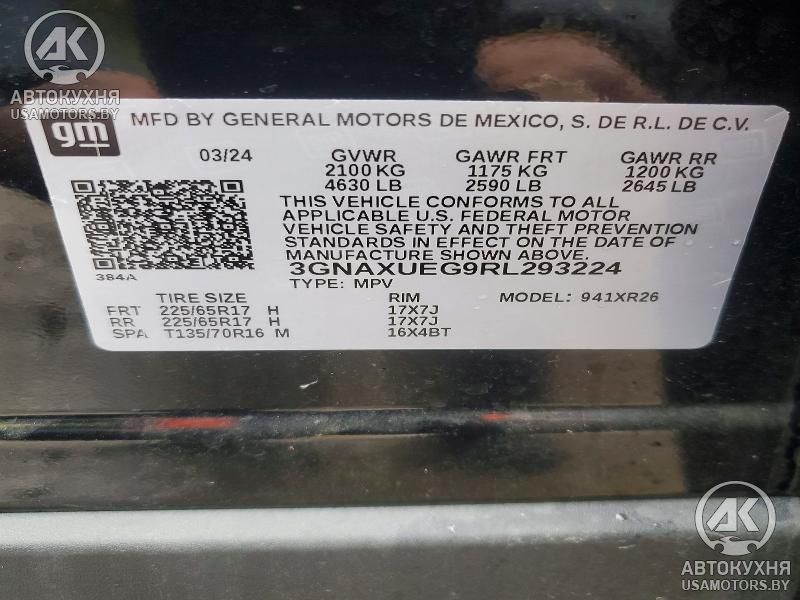 AK
АВТОКУХНЯ
USAMOTORS.BY
gm
MFD BY GENERAL MOTORS DE MEXICO, S. DE R.L. DE C.V.
03/24 GVWR GAWR FRT GAWR RR
2100 KG 1175 KG 1200 KG
4630 LB 2590 LB 2645 LB
THIS VEHICLE CONFORMS TO ALL
APPLICABLE U.S. FEDERAL MOTOR
VEHICLE SAFETY AND THEFT PREVENTION
STANDARDS IN EFFECT ON THE DATE OF
MANUFACTURE SHOWN ABOVE.
384A
3GNAXUEG9RL293224
TYPE: MPV
TIRE SIZE RIM MODEL: 941XR26
FRT 225/65R17 H 17X7J
RR 225/65R17 H 17X7J
SPA T135/70R16 M 16X4BT
AK
АВТОКУХНЯ
USAMOTORS.BY